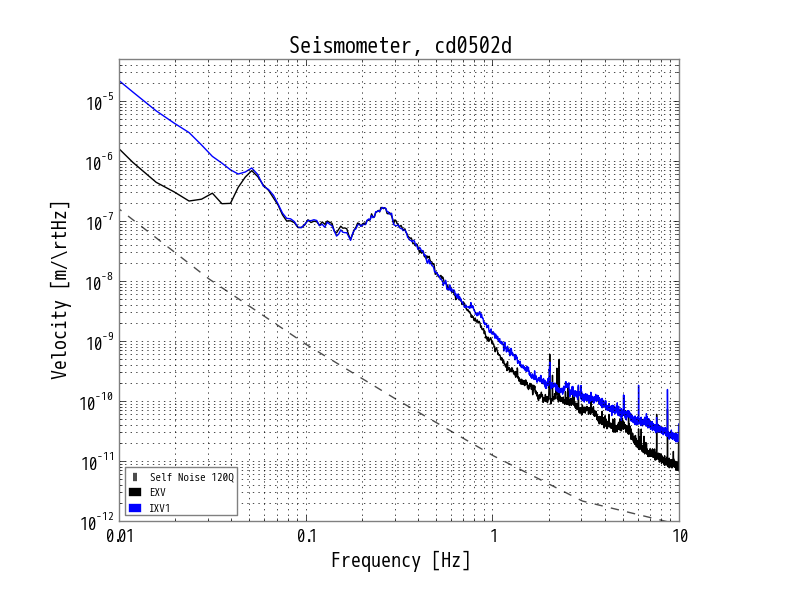 Seismometer, cd0502d
Velocity [m/\rtHz]
10-5
10-6
10-7
10-8
10-9
10-10
10-11
10-12
Self Noise 120Q
EXV
IXV1
0.01
0.1
1
10
Frequency [Hz]